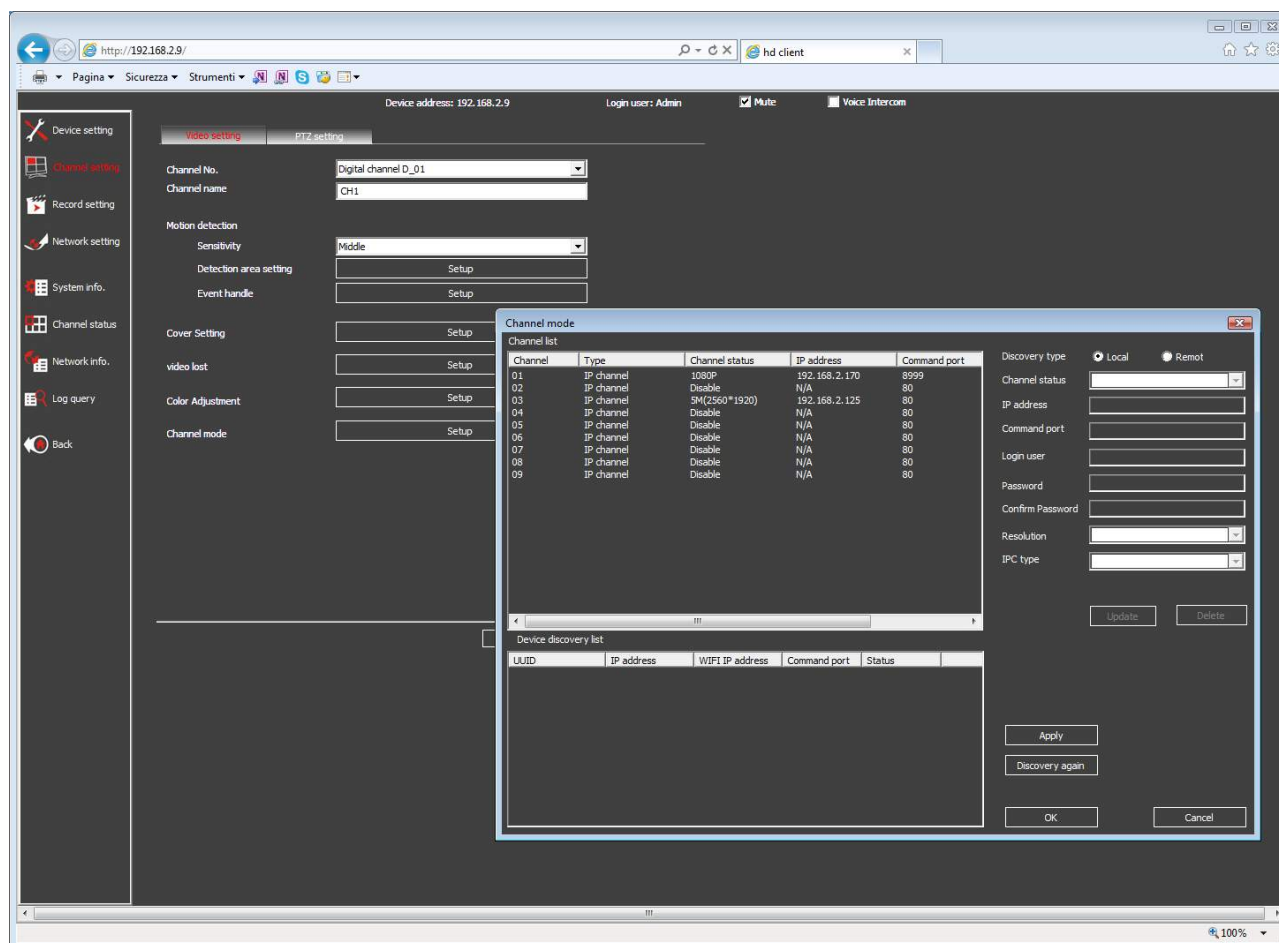 http://192.168.2.9/
hd client
Pagina Sicurezza Strumenti
Device address: 192.168.2.9 Login user: Admin Mute Voice Intercom
Device setting
Channel setting
Record setting
Network setting
System info.
Channel status
Network info.
Log query
Back
Video setting PTZ setting
Channel No. Digital channel D_01
Channel name CH1
Motion detection
Sensitivity Middle
Detection area setting Setup
Event handle Setup
Cover Setting Setup
video lost Setup
Color Adjustment Setup
Channel mode Setup
Channel mode
Channel list
Channel Type Channel status IP address Command port
01 IP channel 1080P 192.168.2.170 8999
02 IP channel Disable N/A 80
03 IP channel 5M(2560*1920) 192.168.2.125 80
04 IP channel Disable N/A 80
05 IP channel Disable N/A 80
06 IP channel Disable N/A 80
07 IP channel Disable N/A 80
08 IP channel Disable N/A 80
09 IP channel Disable N/A 80
Discovery type Local Remot
Channel status
IP address
Command port
Login user
Password
Confirm Password
Resolution
IPC type
Update Delete
Device discovery list
UUID IP address WIFI IP address Command port Status
Apply
Discovery again
OK Cancel
100%